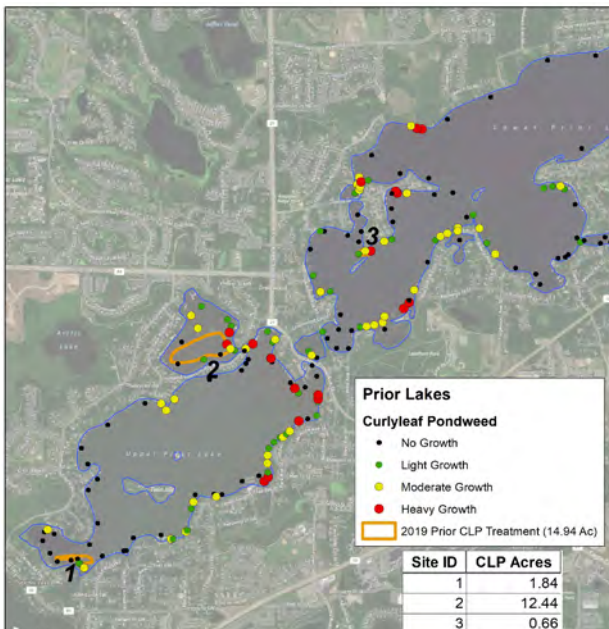 Lower Prior L
3
Arctic
Lake
2
Upper Prior Lake
1
Prior Lakes
Curlyleaf Pondweed
No Growth
Light Growth
Moderate Growth
Heavy Growth
2019 Prior CLP Treatment (14.94 Ac)
Site ID CLP Acres
1 1.84
2 12.44
3 0.66